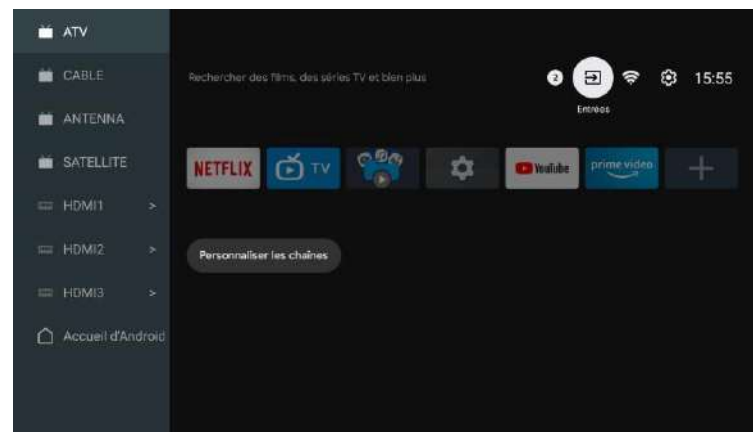 ATV
CABLE
ANTENNA
SATELLITE
HDMI1 >
HDMI2 >
HDMI3 >
Accueil d'Android
Rechercher des films, des séries TV et bien plus
2
15:55
Entrées
NETFLIX
TV
YouTube
prime video
Personnaliser les chaînes